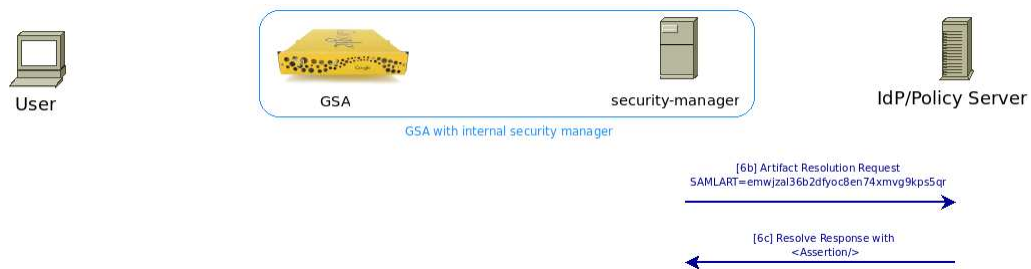 Google
User
GSA
security-manager
IdP/Policy Server
GSA with internal security manager
[6b] Artifact Resolution Request
SAMLART=emwjzal36b2dfyoc8en74xmvg9kps5qr
[6c] Resolve Response with
<Assertion/>